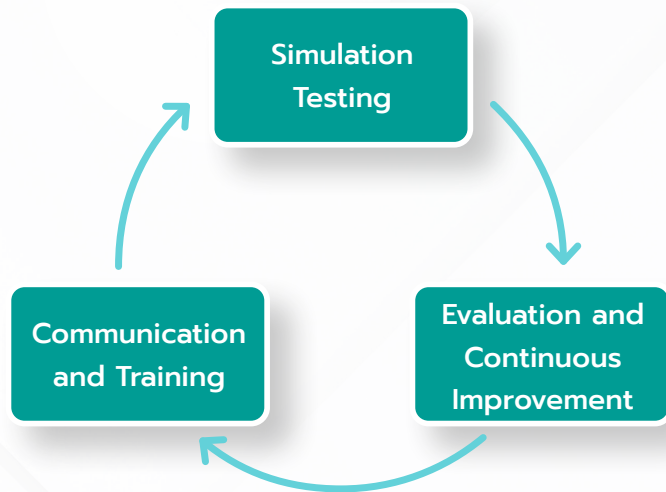 Simulation
Testing
Communication
and Training
Evaluation and
Continuous
Improvement